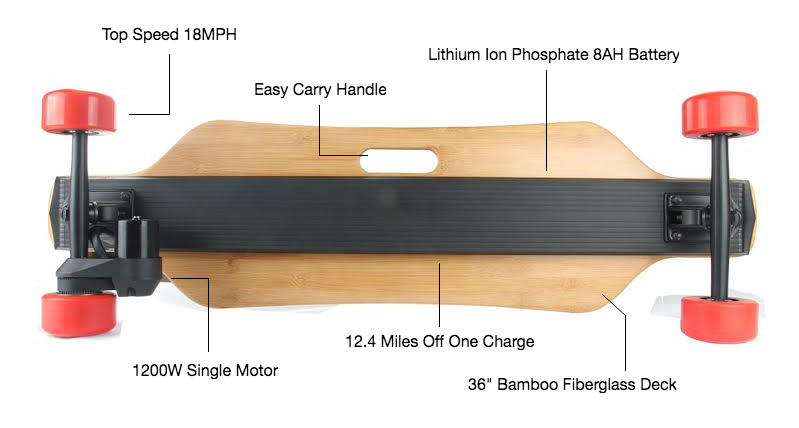 Top Speed 18MPH
Lithium Ion Phosphate 8AH Battery
Easy Carry Handle
12.4 Miles Off One Charge
1200W Single Motor
36" Bamboo Fiberglass Deck